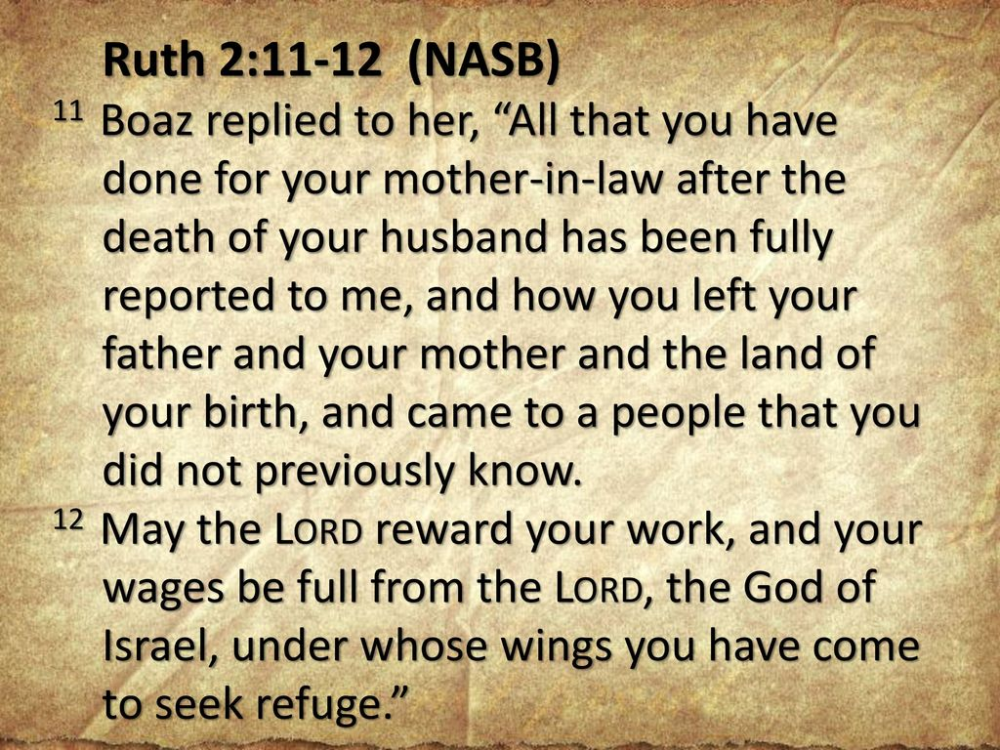 Ruth 2:11-12 (NASB)
11 Boaz replied to her, “All that you have
done for your mother-in-law after the
death of your husband has been fully
reported to me, and how you left your
father and your mother and the land of
your birth, and came to a people that you
did not previously know.
12 May the LORD reward your work, and your
wages be full from the LORD, the God of
Israel, under whose wings you have come
to seek refuge.”